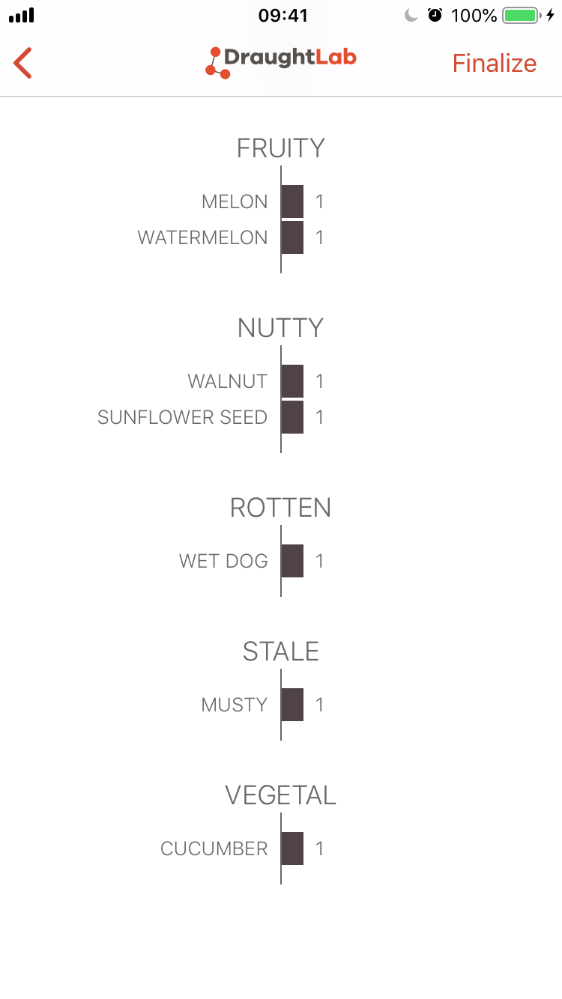 09:41
100%
DraughtLab
Finalize
FRUITY
MELON 1
WATERMELON 1
NUTTY
WALNUT 1
SUNFLOWER SEED 1
ROTTEN
WET DOG 1
STALE
MUSTY 1
VEGETAL
CUCUMBER 1